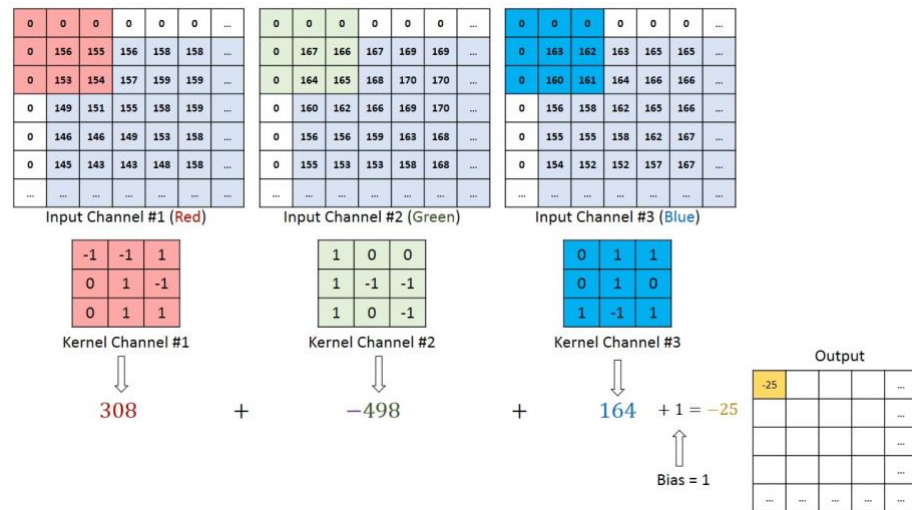 0 0 0 0 0 0 ...
0 156 155 156 158 158 ...
0 153 154 157 159 159 ...
0 149 151 155 158 159 ...
0 146 146 149 153 158 ...
0 145 143 143 148 158 ...
... ... ... ... ... ... ...
Input Channel #1 (Red)
0 0 0 0 0 0 ...
0 167 166 167 169 169 ...
0 164 165 168 170 170 ...
0 160 162 166 169 170 ...
0 156 156 159 163 168 ...
0 155 153 153 158 168 ...
... ... ... ... ... ... ...
Input Channel #2 (Green)
0 0 0 0 0 0 ...
0 163 162 163 165 165 ...
0 160 161 164 166 166 ...
0 156 158 162 165 166 ...
0 155 155 158 162 167 ...
0 154 152 152 157 167 ...
... ... ... ... ... ... ...
Input Channel #3 (Blue)
-1 -1 1
0 1 -1
0 1 1
Kernel Channel #1
1 0 0
1 -1 -1
1 0 -1
Kernel Channel #2
0 1 1
0 1 0
1 -1 1
Kernel Channel #3
308 + −498 + 164 + 1 = −25
Bias = 1
Output
-25 ...
...
...
...
... ... ... ... ...